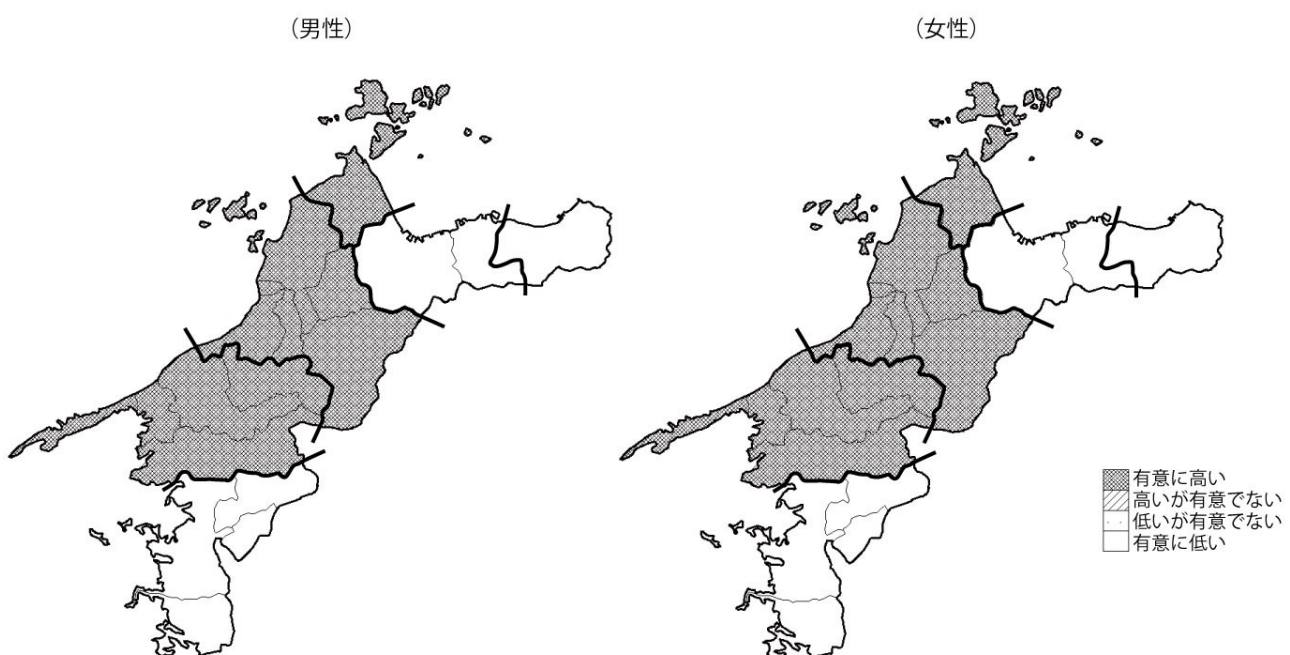 （男性）
（女性）
有意に高い
高いが有意でない
低いが有意でない
有意に低い